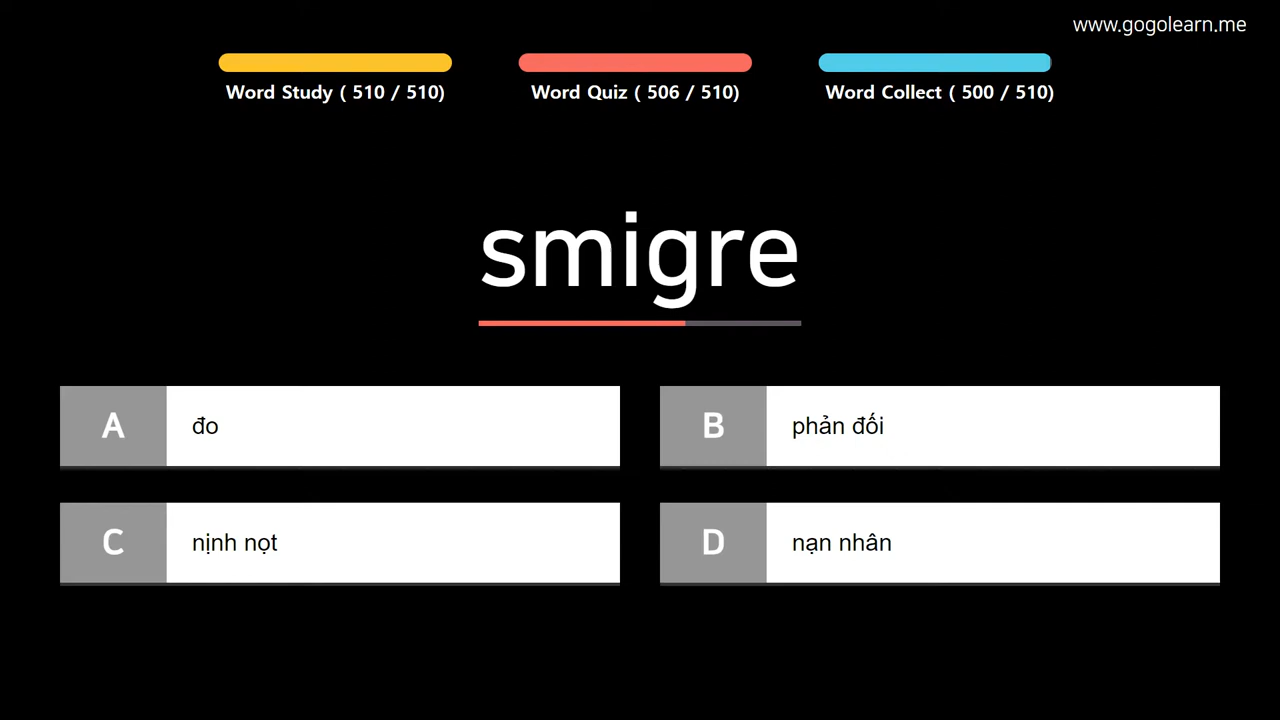 www.gogolearn.me
Word Study ( 510 / 510)
Word Quiz ( 506 / 510)
Word Collect ( 500 / 510)
smigre
A
đo
B
phản đối
C
nịnh nọt
D
nạn nhân